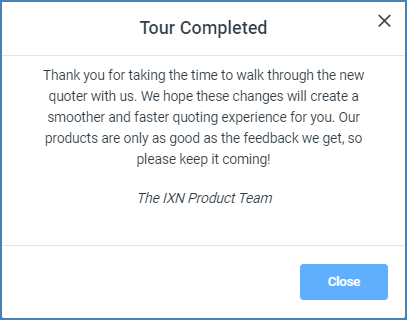 Tour Completed
Thank you for taking the time to walk through the new
quoter with us. We hope these changes will create a
smoother and faster quoting experience for you. Our
products are only as good as the feedback we get, so
please keep it coming!
The IXN Product Team
Close